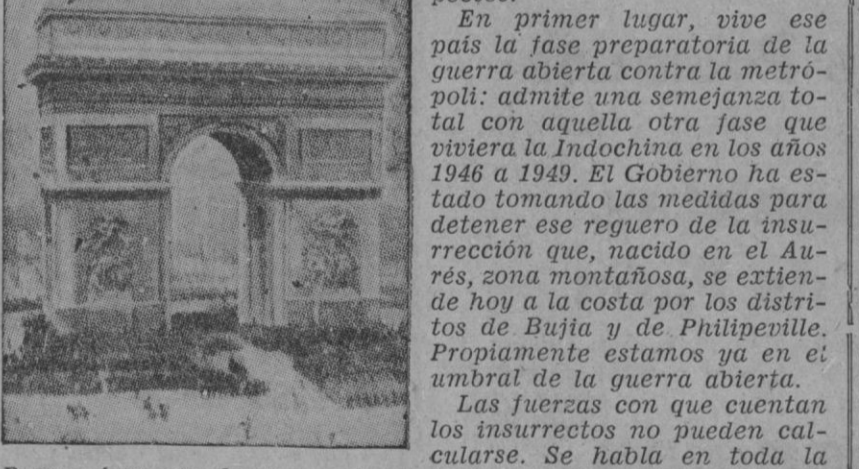 En primer lugar, vive ese
país la fase preparatoria de la
guerra abierta contra la metró-
poli: admite una semejanza to-
tal con aquella otra fase que
viviera la Indochina en los años
1946 a 1949. El Gobierno ha es-
tado tomando las medidas para
detener ese reguero de la insu-
rrección que, nacido en el Au-
rés, zona montañosa, se extien-
de hoy a la costa por los distri-
tos de Bujia y de Philipeville.
Propiamente estamos ya en el
umbral de la guerra abierta.
Las fuerzas con que cuentan
los insurrectos no pueden cal-
cularse. Se habla en toda la